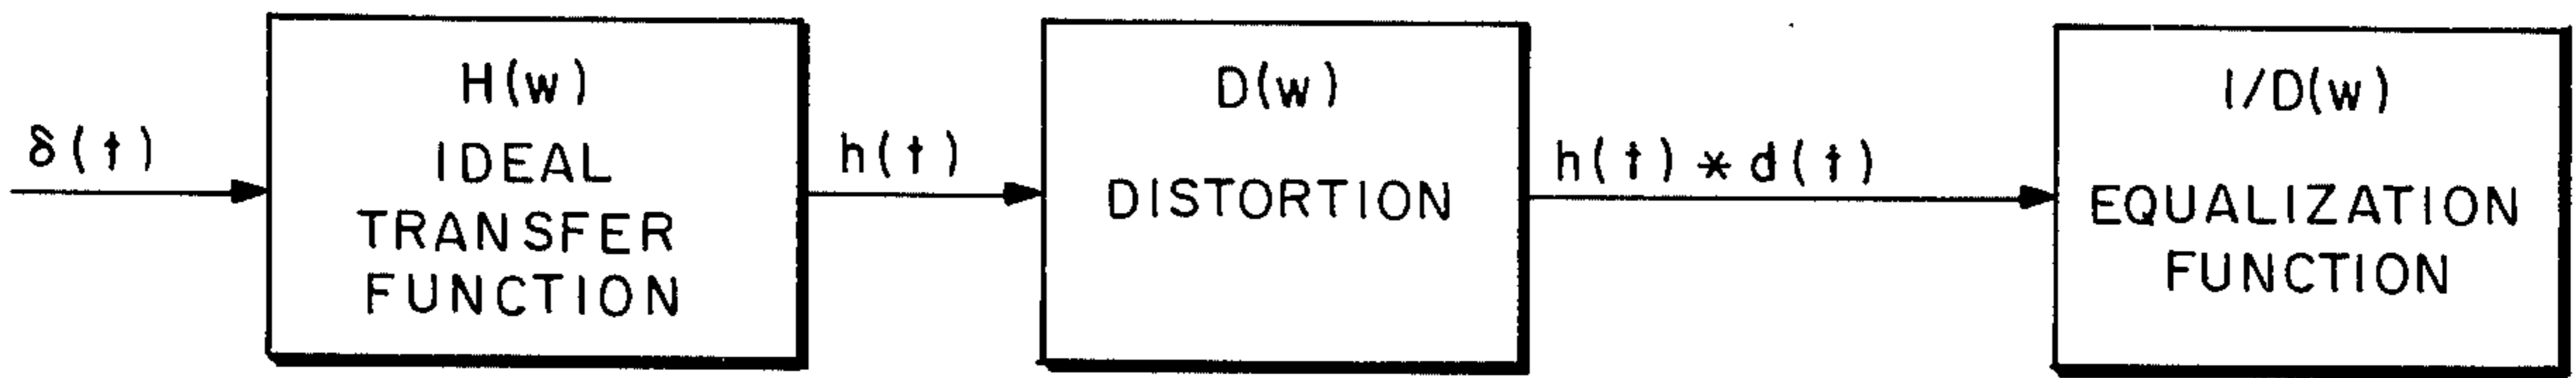 δ(t)
H(w)
IDEAL
TRANSFER
FUNCTION
h(t)
D(w)
DISTORTION
h(t) * d(t)
1/D(w)
EQUALIZATION
FUNCTION